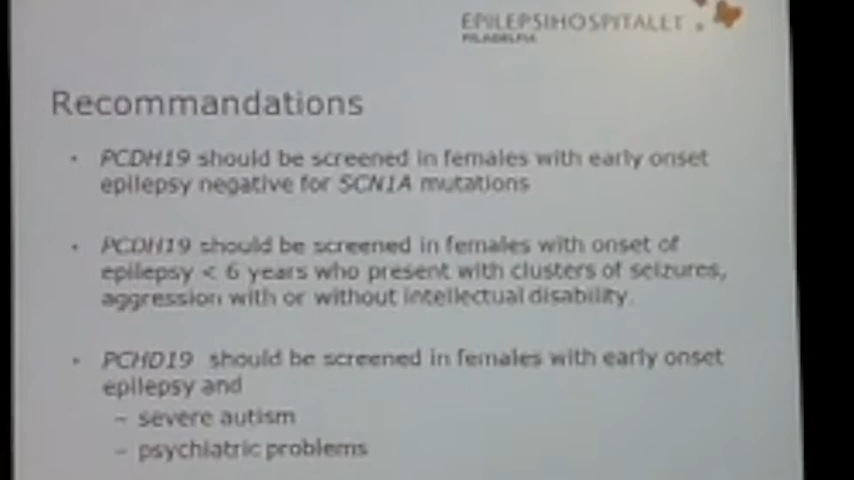 EPILEPSIHOSPITALET
FILADELFIA
Recommandations
• PCDH19 should be screened in females with early onset
epilepsy negative for SCN1A mutations
• PCDH19 should be screened in females with onset of
epilepsy < 6 years who present with clusters of seizures,
aggression with or without intellectual disability.
• PCHD19 should be screened in females with early onset
epilepsy and
– severe autism
– psychiatric problems